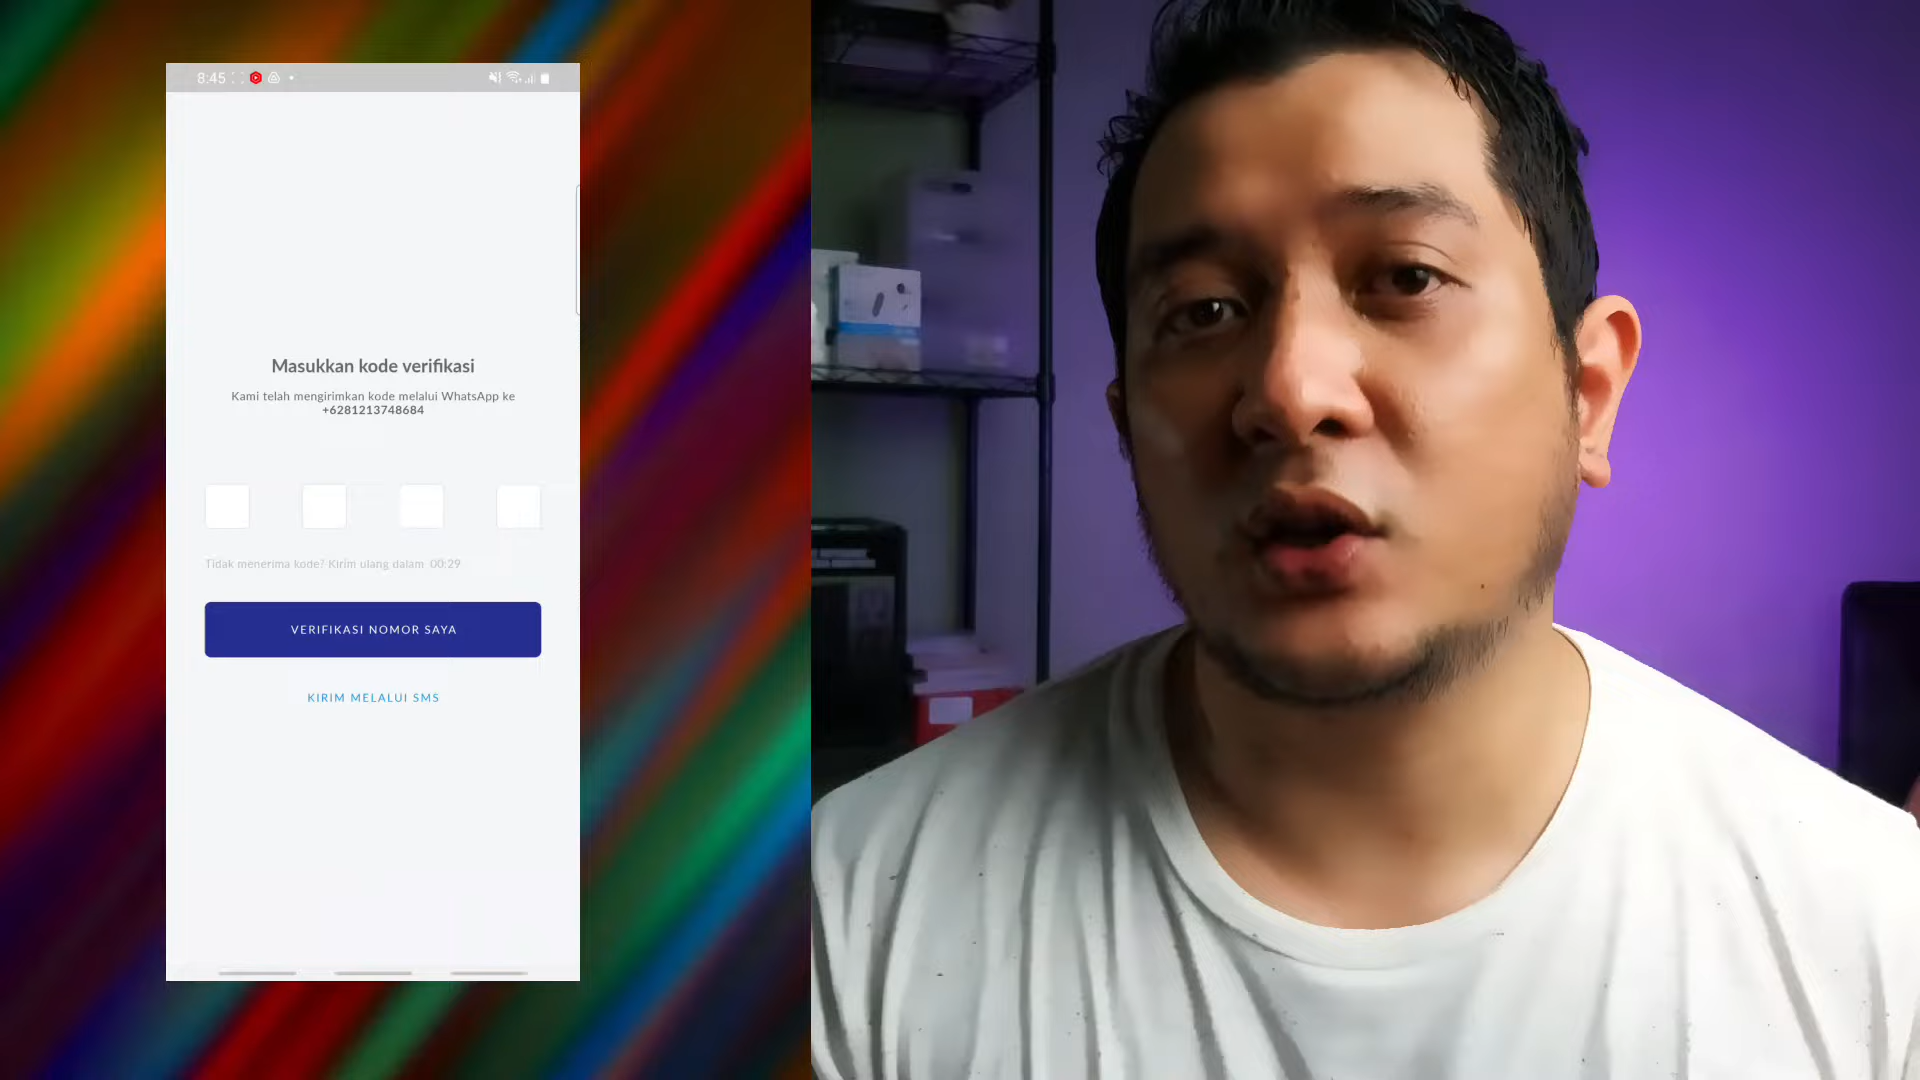 8:45
Masukkan kode verifikasi
Kami telah mengirimkan kode melalui WhatsApp ke
+6281213748684
Tidak menerima kode? Kirim ulang dalam 00:29
VERIFIKASI NOMOR SAYA
KIRIM MELALUI SMS